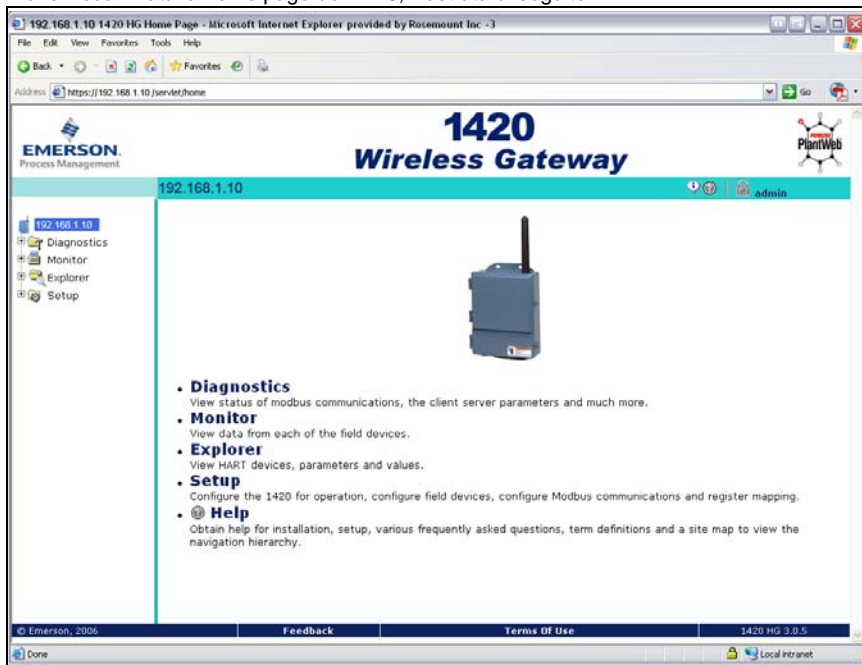 192.168.1.10 1420 HG Home Page - Microsoft Internet Explorer provided by Rosemount Inc -3
File Edit View Favorites Tools Help
Back Favorites
Address https://192.168.1.10/servlet/home Go
EMERSON.
Process Management
1420
Wireless Gateway
POWERED
PlantWeb
192.168.1.10
admin
192.168.1.10
Diagnostics
Monitor
Explorer
Setup
Diagnostics
View status of modbus communications, the client server parameters and much more.
Monitor
View data from each of the field devices.
Explorer
View HART devices, parameters and values.
Setup
Configure the 1420 for operation, configure field devices, configure Modbus communications and register mapping.
Help
Obtain help for installation, setup, various frequently asked questions, term definitions and a site map to view the
navigation hierarchy.
© Emerson, 2006 Feedback Terms Of Use 1420 HG 3.0.5
Done Local intranet